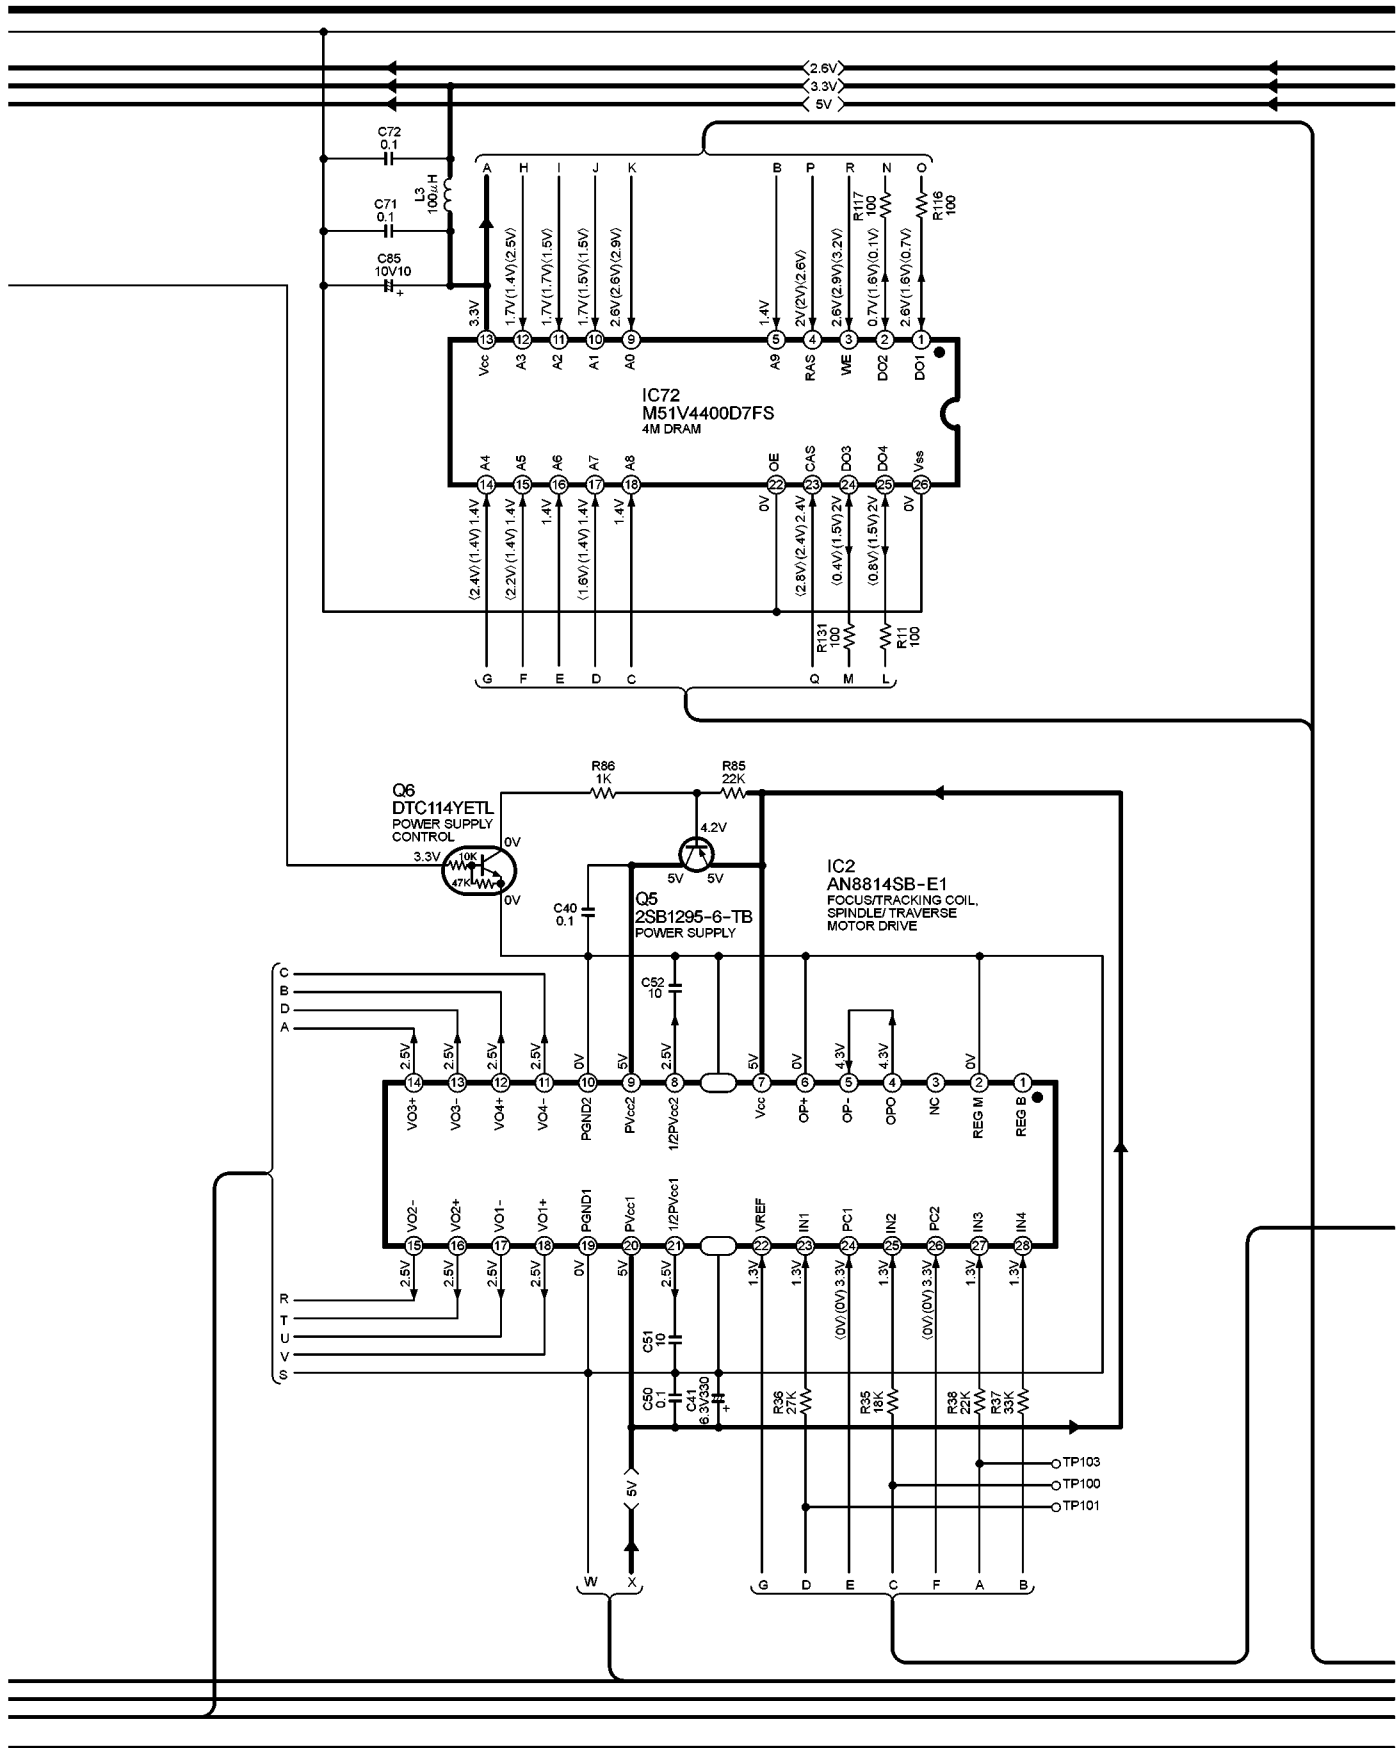 〈2.6V〉
〈3.3V〉
〈 5V 〉
C72
0.1
L3
100μH
C71
0.1
C85
10V10
+
A H I J K B P R N O
R117
100
R116
100
3.3V
1.7V(1.4V)〈2.5V〉
1.7V(1.7V)〈1.5V〉
1.7V(1.5V)〈1.5V〉
2.6V(2.6V)〈2.9V〉
1.4V
2V(2V)〈2.6V〉
2.6V(2.9V)〈3.2V〉
0.7V(1.6V)〈0.1V〉
2.6V(1.6V)〈0.7V〉
13 12 11 10 9 5 4 3 2 1
Vcc A3 A2 A1 A0 A9 RAS WE DO2 DO1
IC72
M51V4400D7FS
4M DRAM
A4 A5 A6 A7 A8 OE CAS DO3 DO4 Vss
14 15 16 17 18 22 23 24 25 26
〈2.4V〉(1.4V) 1.4V
〈2.2V〉(1.4V) 1.4V
1.4V
〈1.6V〉(1.4V) 1.4V
1.4V
0V
〈2.8V〉(2.4V) 2.4V
〈0.4V〉(1.5V) 2V
〈0.8V〉(1.5V) 2V
0V
R131
100
R11
100
G F E D C Q M L
R86
1K
R85
22K
Q6
DTC114YETL
POWER SUPPLY
CONTROL
3.3V
10K
47K
0V
0V
4.2V
5V 5V
Q5
2SB1295-6-TB
POWER SUPPLY
IC2
AN8814SB-E1
FOCUS/TRACKING COIL,
SPINDLE/ TRAVERSE
MOTOR DRIVE
C40
0.1
C52
10
C
B
D
A
2.5V 2.5V 2.5V 2.5V 0V 5V 2.5V 5V 0V 4.3V 4.3V 0V
14 13 12 11 10 9 8 7 6 5 4 3 2 1
VO3+ VO3- VO4+ VO4- PGND2 PVcc2 1/2PVcc2 Vcc OP+ OP- OPO NC REG M REG B
VO2- VO2+ VO1- VO1+ PGND1 PVcc1 1/2PVcc1 VREF IN1 PC1 IN2 PC2 IN3 IN4
15 16 17 18 19 20 21 22 23 24 25 26 27 28
2.5V 2.5V 2.5V 2.5V 0V 5V 2.5V 1.3V 1.3V 〈0V〉(0V) 3.3V 1.3V 〈0V〉(0V) 3.3V 1.3V 1.3V
R
T
U
V
S
C51
10
C50
0.1
C41
6.3V330
+
R36
27K
R35
18K
R38
22K
R37
33K
TP103
TP100
TP101
5V
W X G D E C F A B